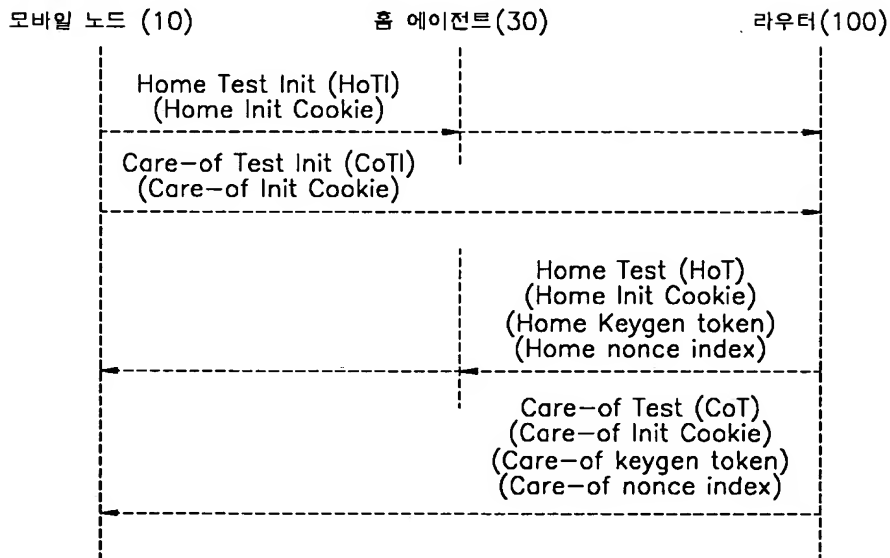 모바일 노드 (10)
홈 에이전트(30)
라우터(100)
Home Test Init (HoTI)
(Home Init Cookie)
Care-of Test Init (CoTI)
(Care-of Init Cookie)
Home Test (HoT)
(Home Init Cookie)
(Home Keygen token)
(Home nonce index)
Care-of Test (CoT)
(Care-of Init Cookie)
(Care-of keygen token)
(Care-of nonce index)